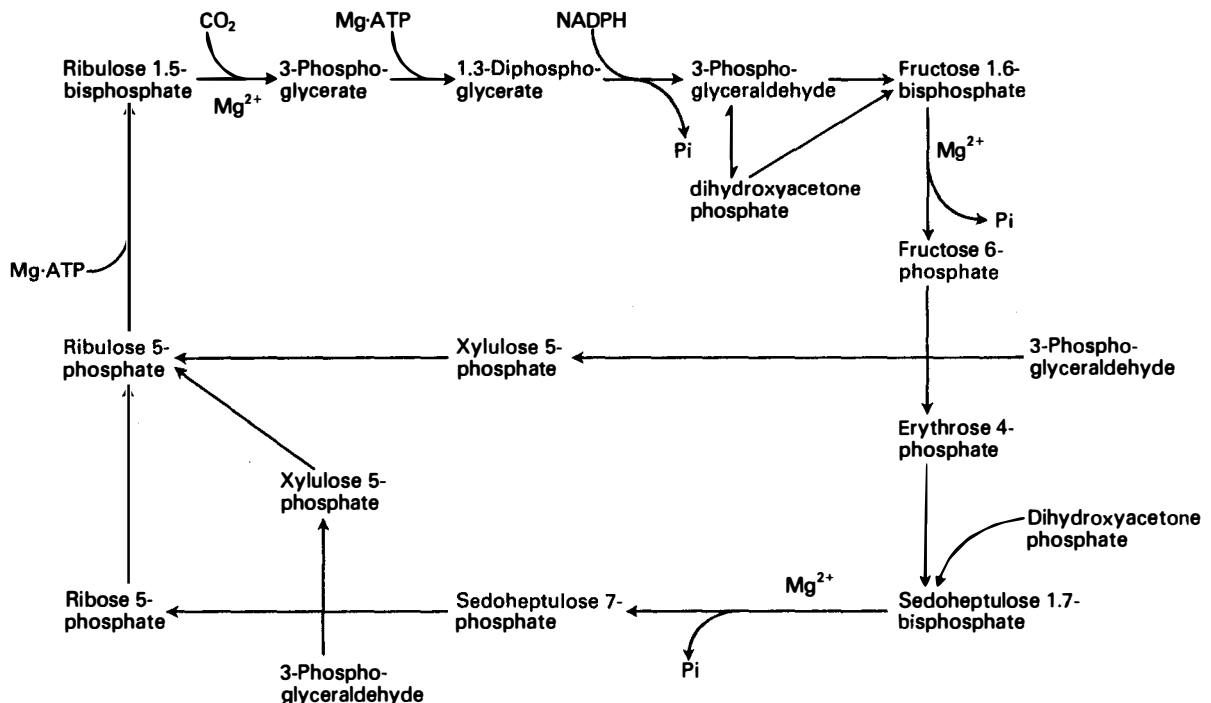 CO₂
Mg·ATP
NADPH
Ribulose 1.5-
bisphosphate
Mg²⁺
3-Phospho-
glycerate
1.3-Diphospho-
glycerate
Pi
3-Phospho-
glyceraldehyde
Fructose 1.6-
bisphosphate
Mg²⁺
dihydroxyacetone
phosphate
Pi
Fructose 6-
phosphate
Mg·ATP
Ribulose 5-
phosphate
Xylulose 5-
phosphate
3-Phospho-
glyceraldehyde
Erythrose 4-
phosphate
Xylulose 5-
phosphate
Dihydroxyacetone
phosphate
Ribose 5-
phosphate
Sedoheptulose 7-
phosphate
Mg²⁺
Pi
Sedoheptulose 1.7-
bisphosphate
3-Phospho-
glyceraldehyde